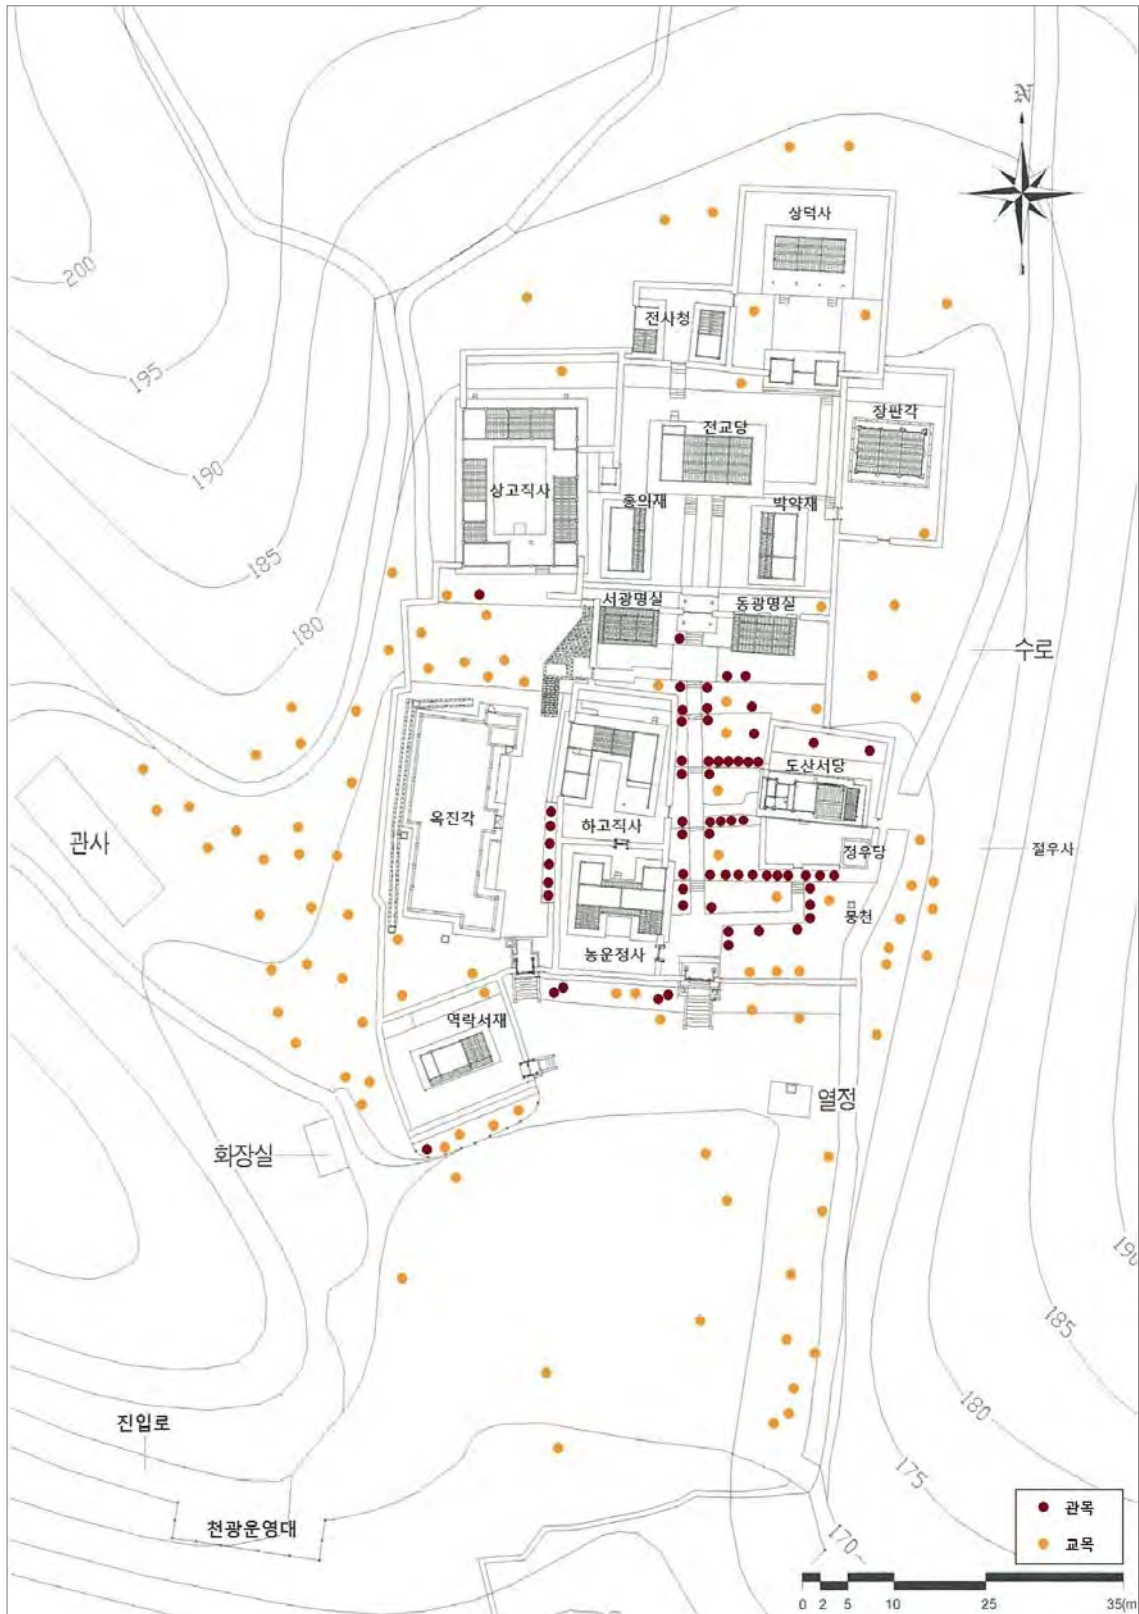 N
상덕사
200
전사청
195
장판각
전교당
190
상고직사
홍의재
박약재
185
서광명실
동광명실
180
수로
도산서당
옥진각
하고직사
관사
정우당
절우사
몽천
농운정사
역락서재
열정
화장실
190
185
180
진입로
175
관목
천광운영대
교목
170
0 2 5 10 25 35(m